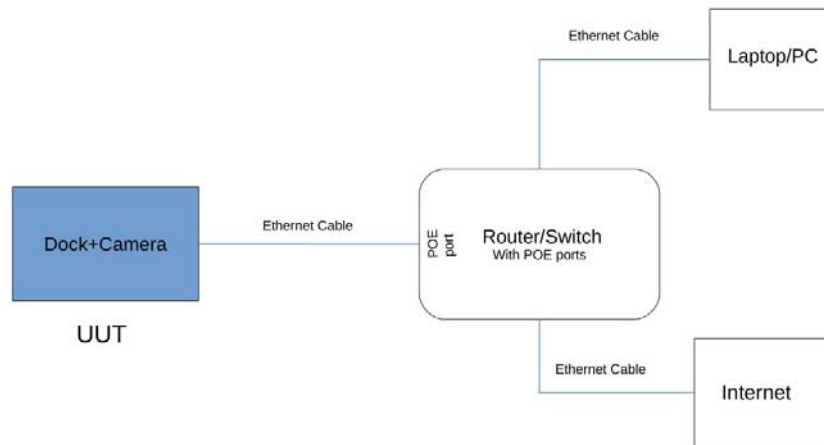 Ethernet Cable
Laptop/PC
Dock+Camera
UUT
Ethernet Cable
POE
port
Router/Switch
With POE ports
Ethernet Cable
Internet